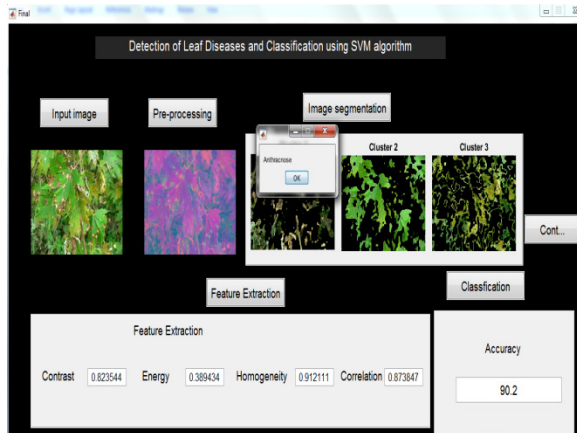 Final
Detection of Leaf Diseases and Classification using SVM algorithm
Input image
Pre-processing
Image segmentation
Anthracnose
OK
Cluster 2
Cluster 3
Cont...
Feature Extraction
Classfication
Feature Extraction
Contrast 0.823544 Energy 0.389434 Homogeneity 0.912111 Correlation 0.873847
Accuracy
90.2